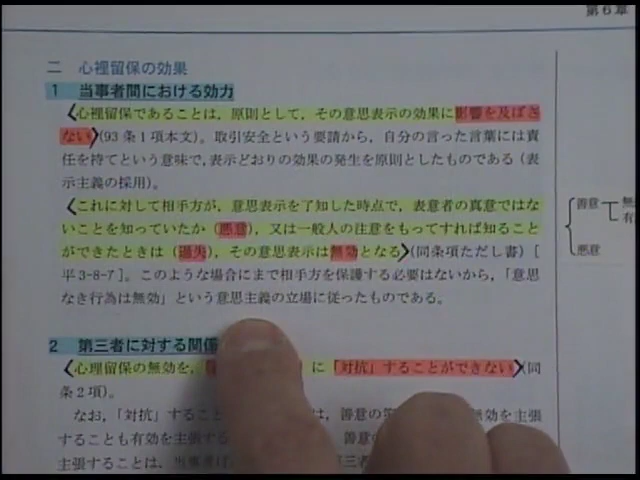 第6章
二 心裡留保の効果
1 当事者間における効力
〈心裡留保であることは，原則として，その意思表示の効果に影響を及ぼさ
ない〉(93条1項本文)。取引安全という要請から，自分の言った言葉には責
任を持てという意味で，表示どおりの効果の発生を原則としたものである（表
示主義の採用）。
〈これに対して相手方が，意思表示を了知した時点で，表意者の真意ではな
いことを知っていたか（悪意），又は一般人の注意をもってすれば知ること
ができたときは（過失），その意思表示は無効となる〉(同条項ただし書）[
平3-8-7]。このような場合にまで相手方を保護する必要はないから，「意思
なき行為は無効」という意思主義の立場に従ったものである。
善意 無
有
悪意
2 第三者に対する関係
〈心理留保の無効を， に「対抗」することができない〉(同
条2項)。
なお，「対抗」すること は，善意の 無効を主張
することも有効を主張する 善意
主張することは， 第三者